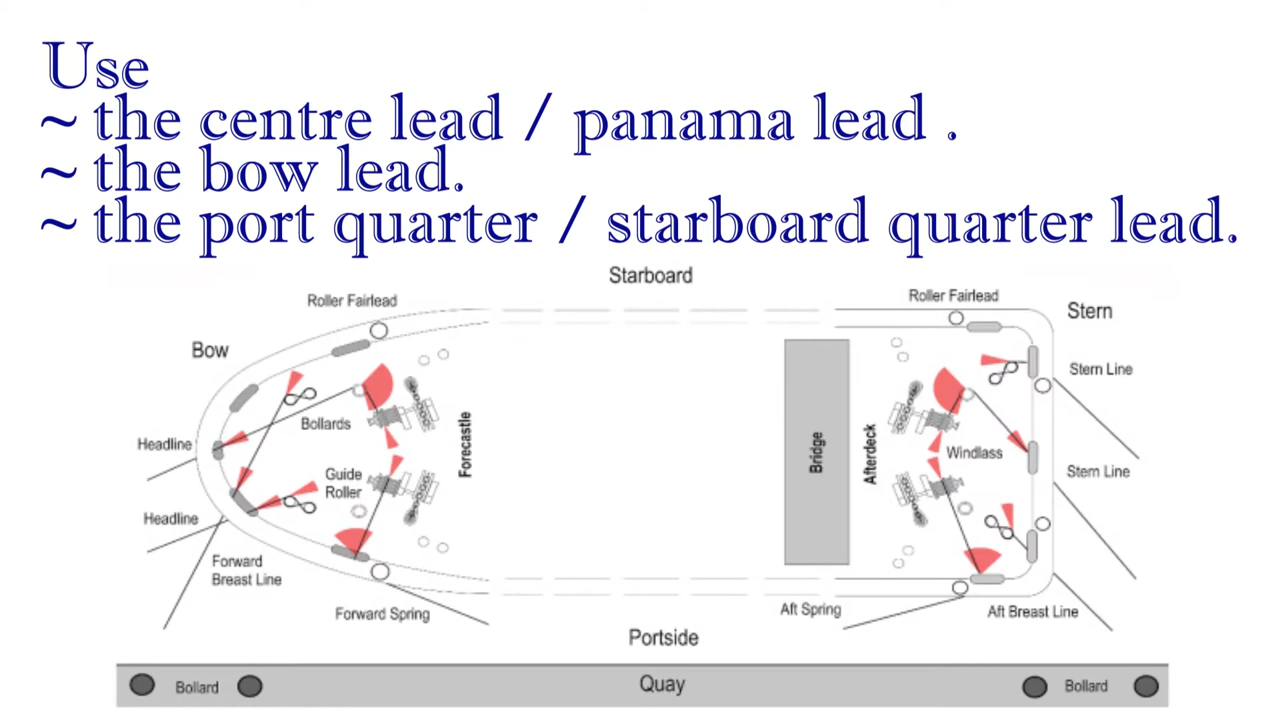 Use
~ the centre lead / panama lead .
~ the bow lead.
~ the port quarter / starboard quarter lead.
Starboard
Roller Fairlead
Roller Fairlead
Stern
Bow
Stern Line
Bollards
Headline
Forecastle
Bridge
Afterdeck
Windlass
Guide
Roller
Stern Line
Headline
Forward
Breast Line
Forward Spring
Aft Spring
Aft Breast Line
Portside
Bollard
Quay
Bollard